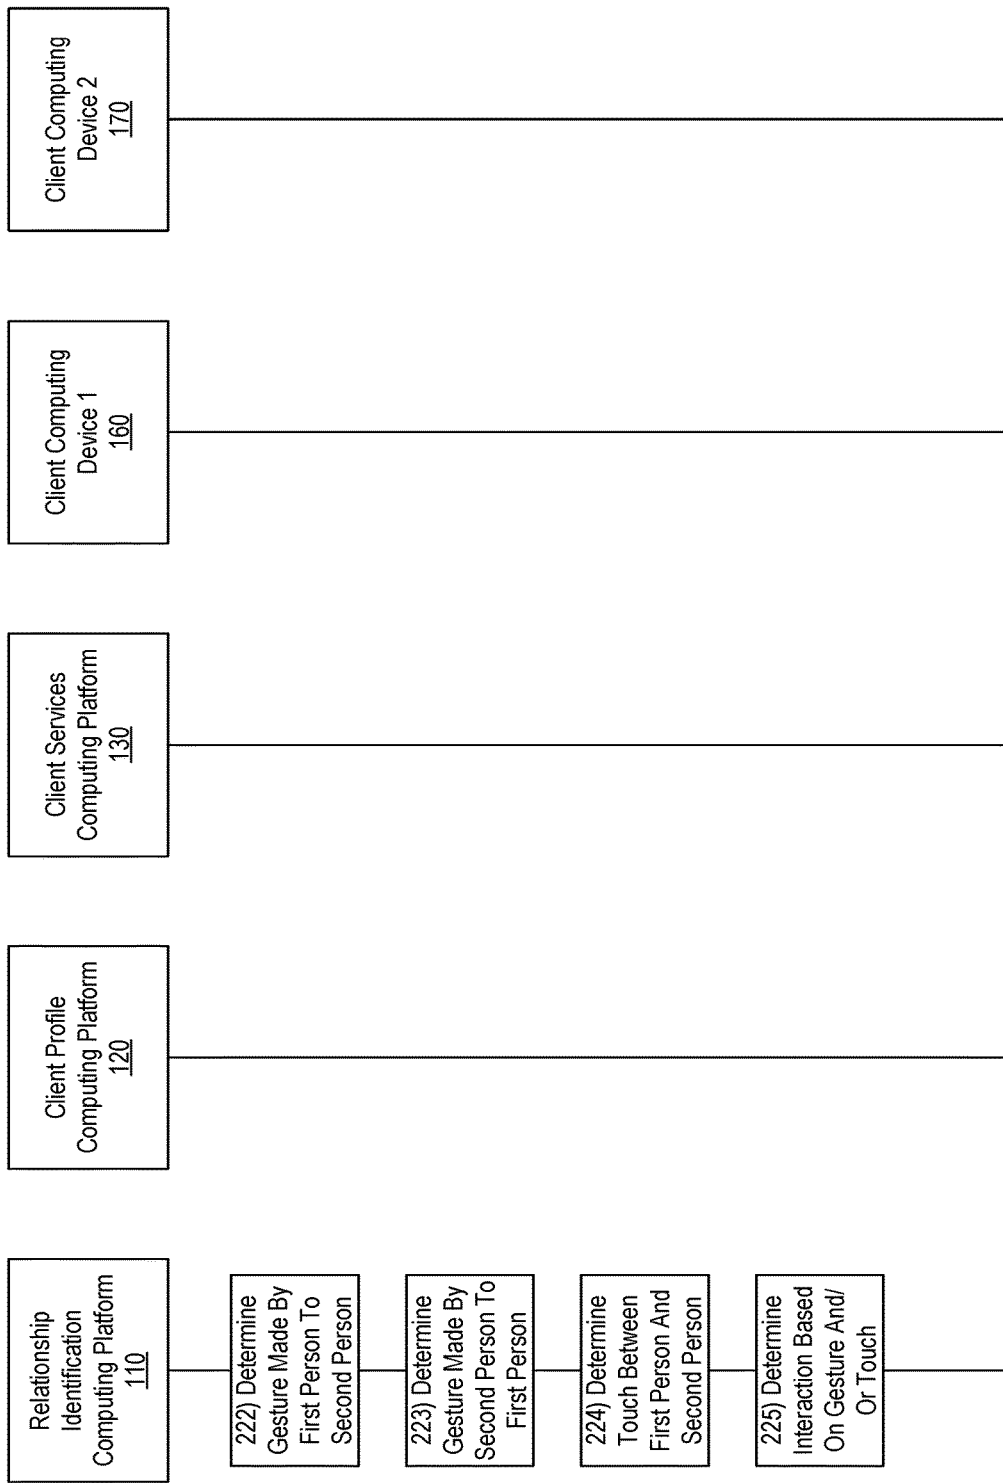 Relationship
Identification
Computing Platform
110
Client Profile
Computing Platform
120
Client Services
Computing Platform
130
Client Computing
Device 1
160
Client Computing
Device 2
170
222) Determine
Gesture Made By
First Person To
Second Person
223) Determine
Gesture Made By
Second Person To
First Person
224) Determine
Touch Between
First Person And
Second Person
225) Determine
Interaction Based
On Gesture And/
Or Touch